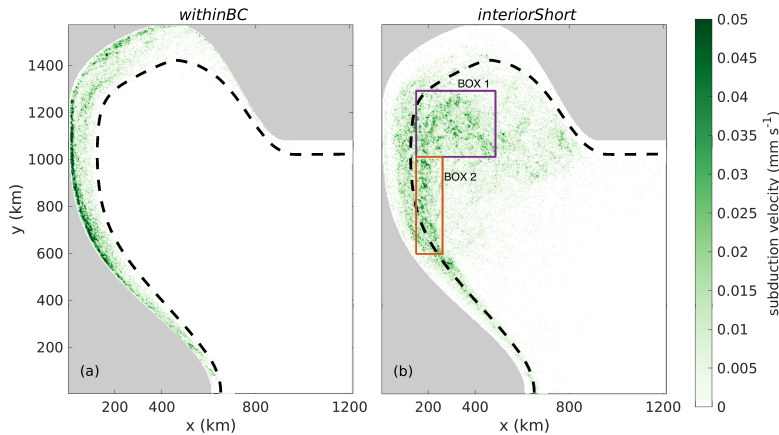 withinBC
interiorShort
1400
1200
1000
800
600
400
200
y (km)
(a)
200
400
800
1200
x (km)
BOX 1
BOX 2
(b)
200
400
800
1200
x (km)
0.05
0.045
0.04
0.035
0.03
0.025
0.02
0.015
0.01
0.005
0
subduction velocity (mm s⁻¹)